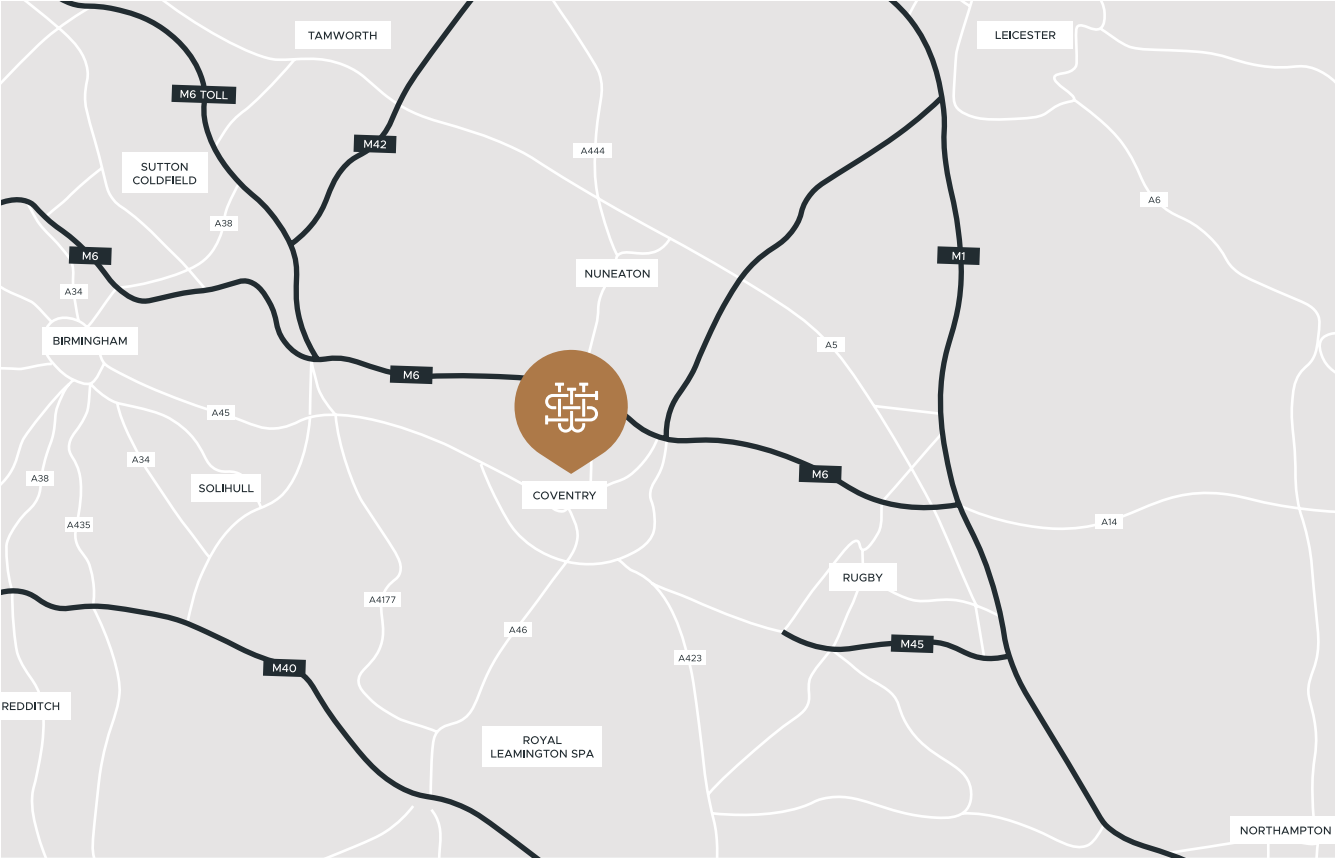 TAMWORTH
LEICESTER
M6 TOLL
M42
A444
SUTTON
COLDFIELD
A6
A38
M6
M1
NUNEATON
A34
BIRMINGHAM
A5
M6
A45
A34
M6
A38
SOLIHULL
COVENTRY
A435
A14
RUGBY
A4177
A46
M45
A423
M40
REDDITCH
ROYAL
LEAMINGTON SPA
NORTHAMPTON